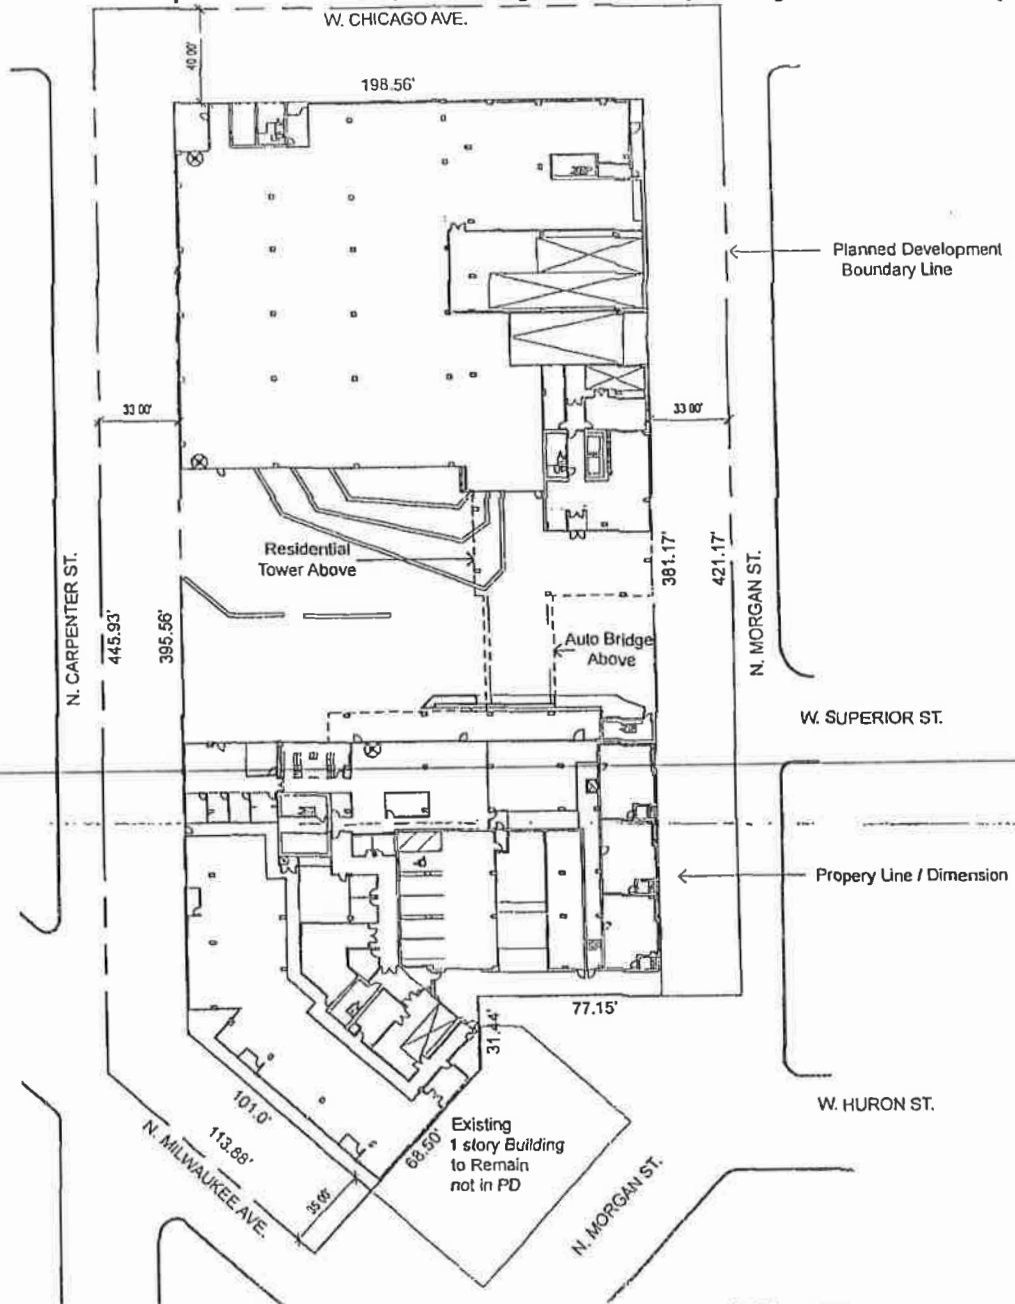 W. CHICAGO AVE.
40 00'
198.56'
Planned Development
Boundary Line
33 00'
33 00'
Residential
Tower Above
381.17'
421.17'
N. MORGAN ST.
N. CARPENTER ST.
445.93'
395.56'
Auto Bridge
Above
W. SUPERIOR ST.
Propery Line / Dimension
77.15'
31.44'
101.0'
113.88'
N. MILWAUKEE AVE.
35 00'
68.50'
Existing
1 story Building
to Remain
not in PD
W. HURON ST.
N. MORGAN ST.